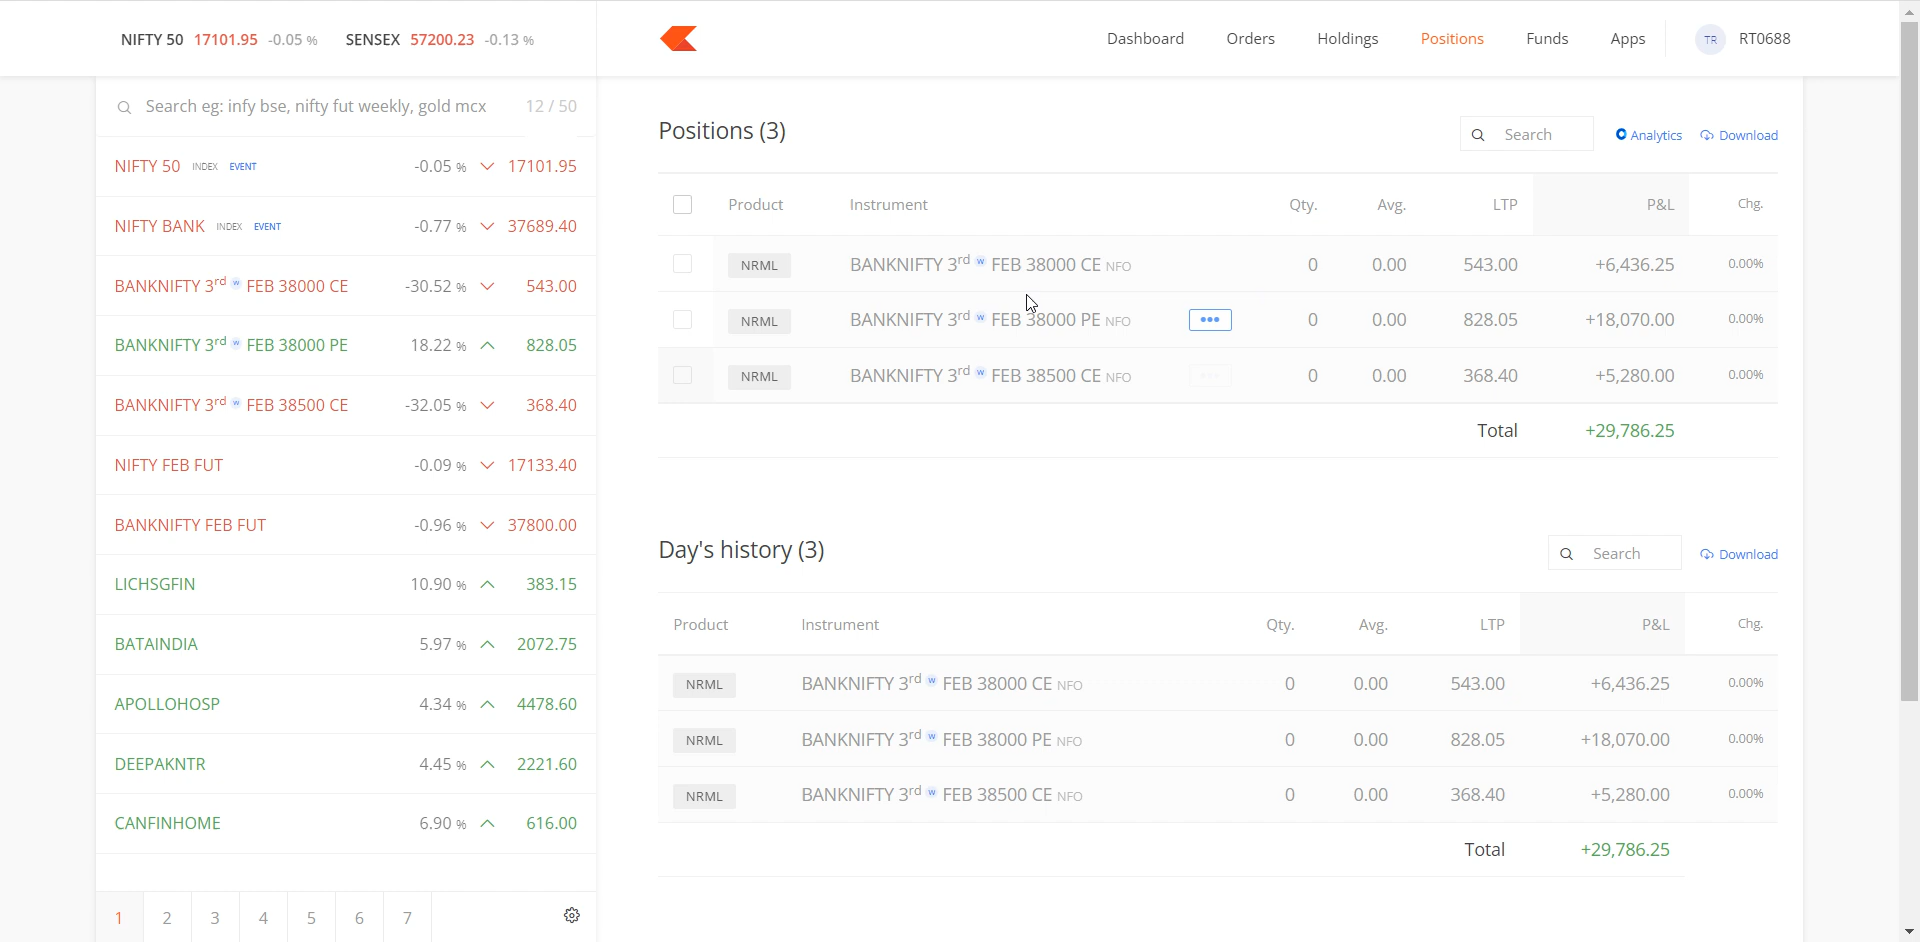 NIFTY 50 17101.95 -0.05 % SENSEX 57200.23 -0.13 %
Dashboard Orders Holdings Positions Funds Apps TR RT0688
Search eg: infy bse, nifty fut weekly, gold mcx 12 / 50
NIFTY 50 INDEX EVENT -0.05 % 17101.95
NIFTY BANK INDEX EVENT -0.77 % 37689.40
BANKNIFTY 3rd w FEB 38000 CE -30.52 % 543.00
BANKNIFTY 3rd w FEB 38000 PE 18.22 % 828.05
BANKNIFTY 3rd w FEB 38500 CE -32.05 % 368.40
NIFTY FEB FUT -0.09 % 17133.40
BANKNIFTY FEB FUT -0.96 % 37800.00
LICHSGFIN 10.90 % 383.15
BATAINDIA 5.97 % 2072.75
APOLLOHOSP 4.34 % 4478.60
DEEPAKNTR 4.45 % 2221.60
CANFINHOME 6.90 % 616.00
1 2 3 4 5 6 7
Positions (3) Search Analytics Download
Product Instrument Qty. Avg. LTP P&L Chg.
NRML BANKNIFTY 3rd w FEB 38000 CE NFO 0 0.00 543.00 +6,436.25 0.00%
NRML BANKNIFTY 3rd w FEB 38000 PE NFO 0 0.00 828.05 +18,070.00 0.00%
NRML BANKNIFTY 3rd w FEB 38500 CE NFO 0 0.00 368.40 +5,280.00 0.00%
Total +29,786.25
Day's history (3) Search Download
Product Instrument Qty. Avg. LTP P&L Chg.
NRML BANKNIFTY 3rd w FEB 38000 CE NFO 0 0.00 543.00 +6,436.25 0.00%
NRML BANKNIFTY 3rd w FEB 38000 PE NFO 0 0.00 828.05 +18,070.00 0.00%
NRML BANKNIFTY 3rd w FEB 38500 CE NFO 0 0.00 368.40 +5,280.00 0.00%
Total +29,786.25